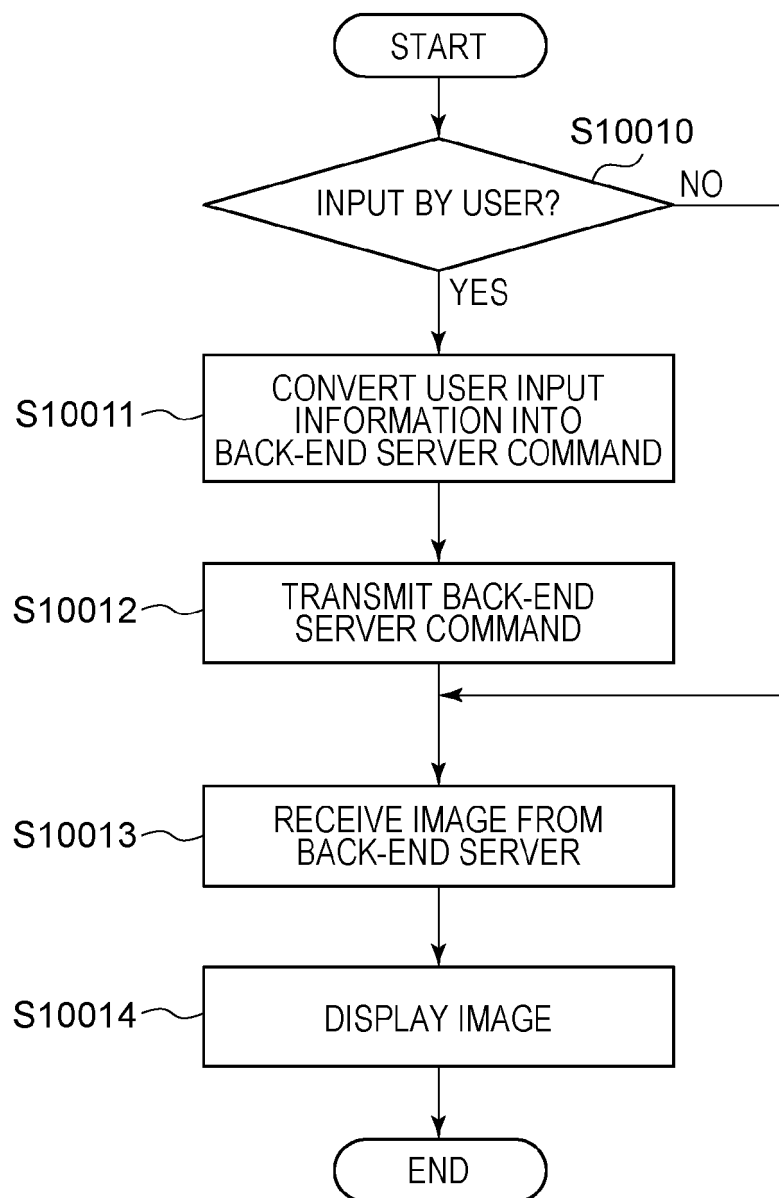 START
S10010
INPUT BY USER?
NO
YES
S10011
CONVERT USER INPUT
INFORMATION INTO
BACK-END SERVER COMMAND
S10012
TRANSMIT BACK-END
SERVER COMMAND
S10013
RECEIVE IMAGE FROM
BACK-END SERVER
S10014
DISPLAY IMAGE
END